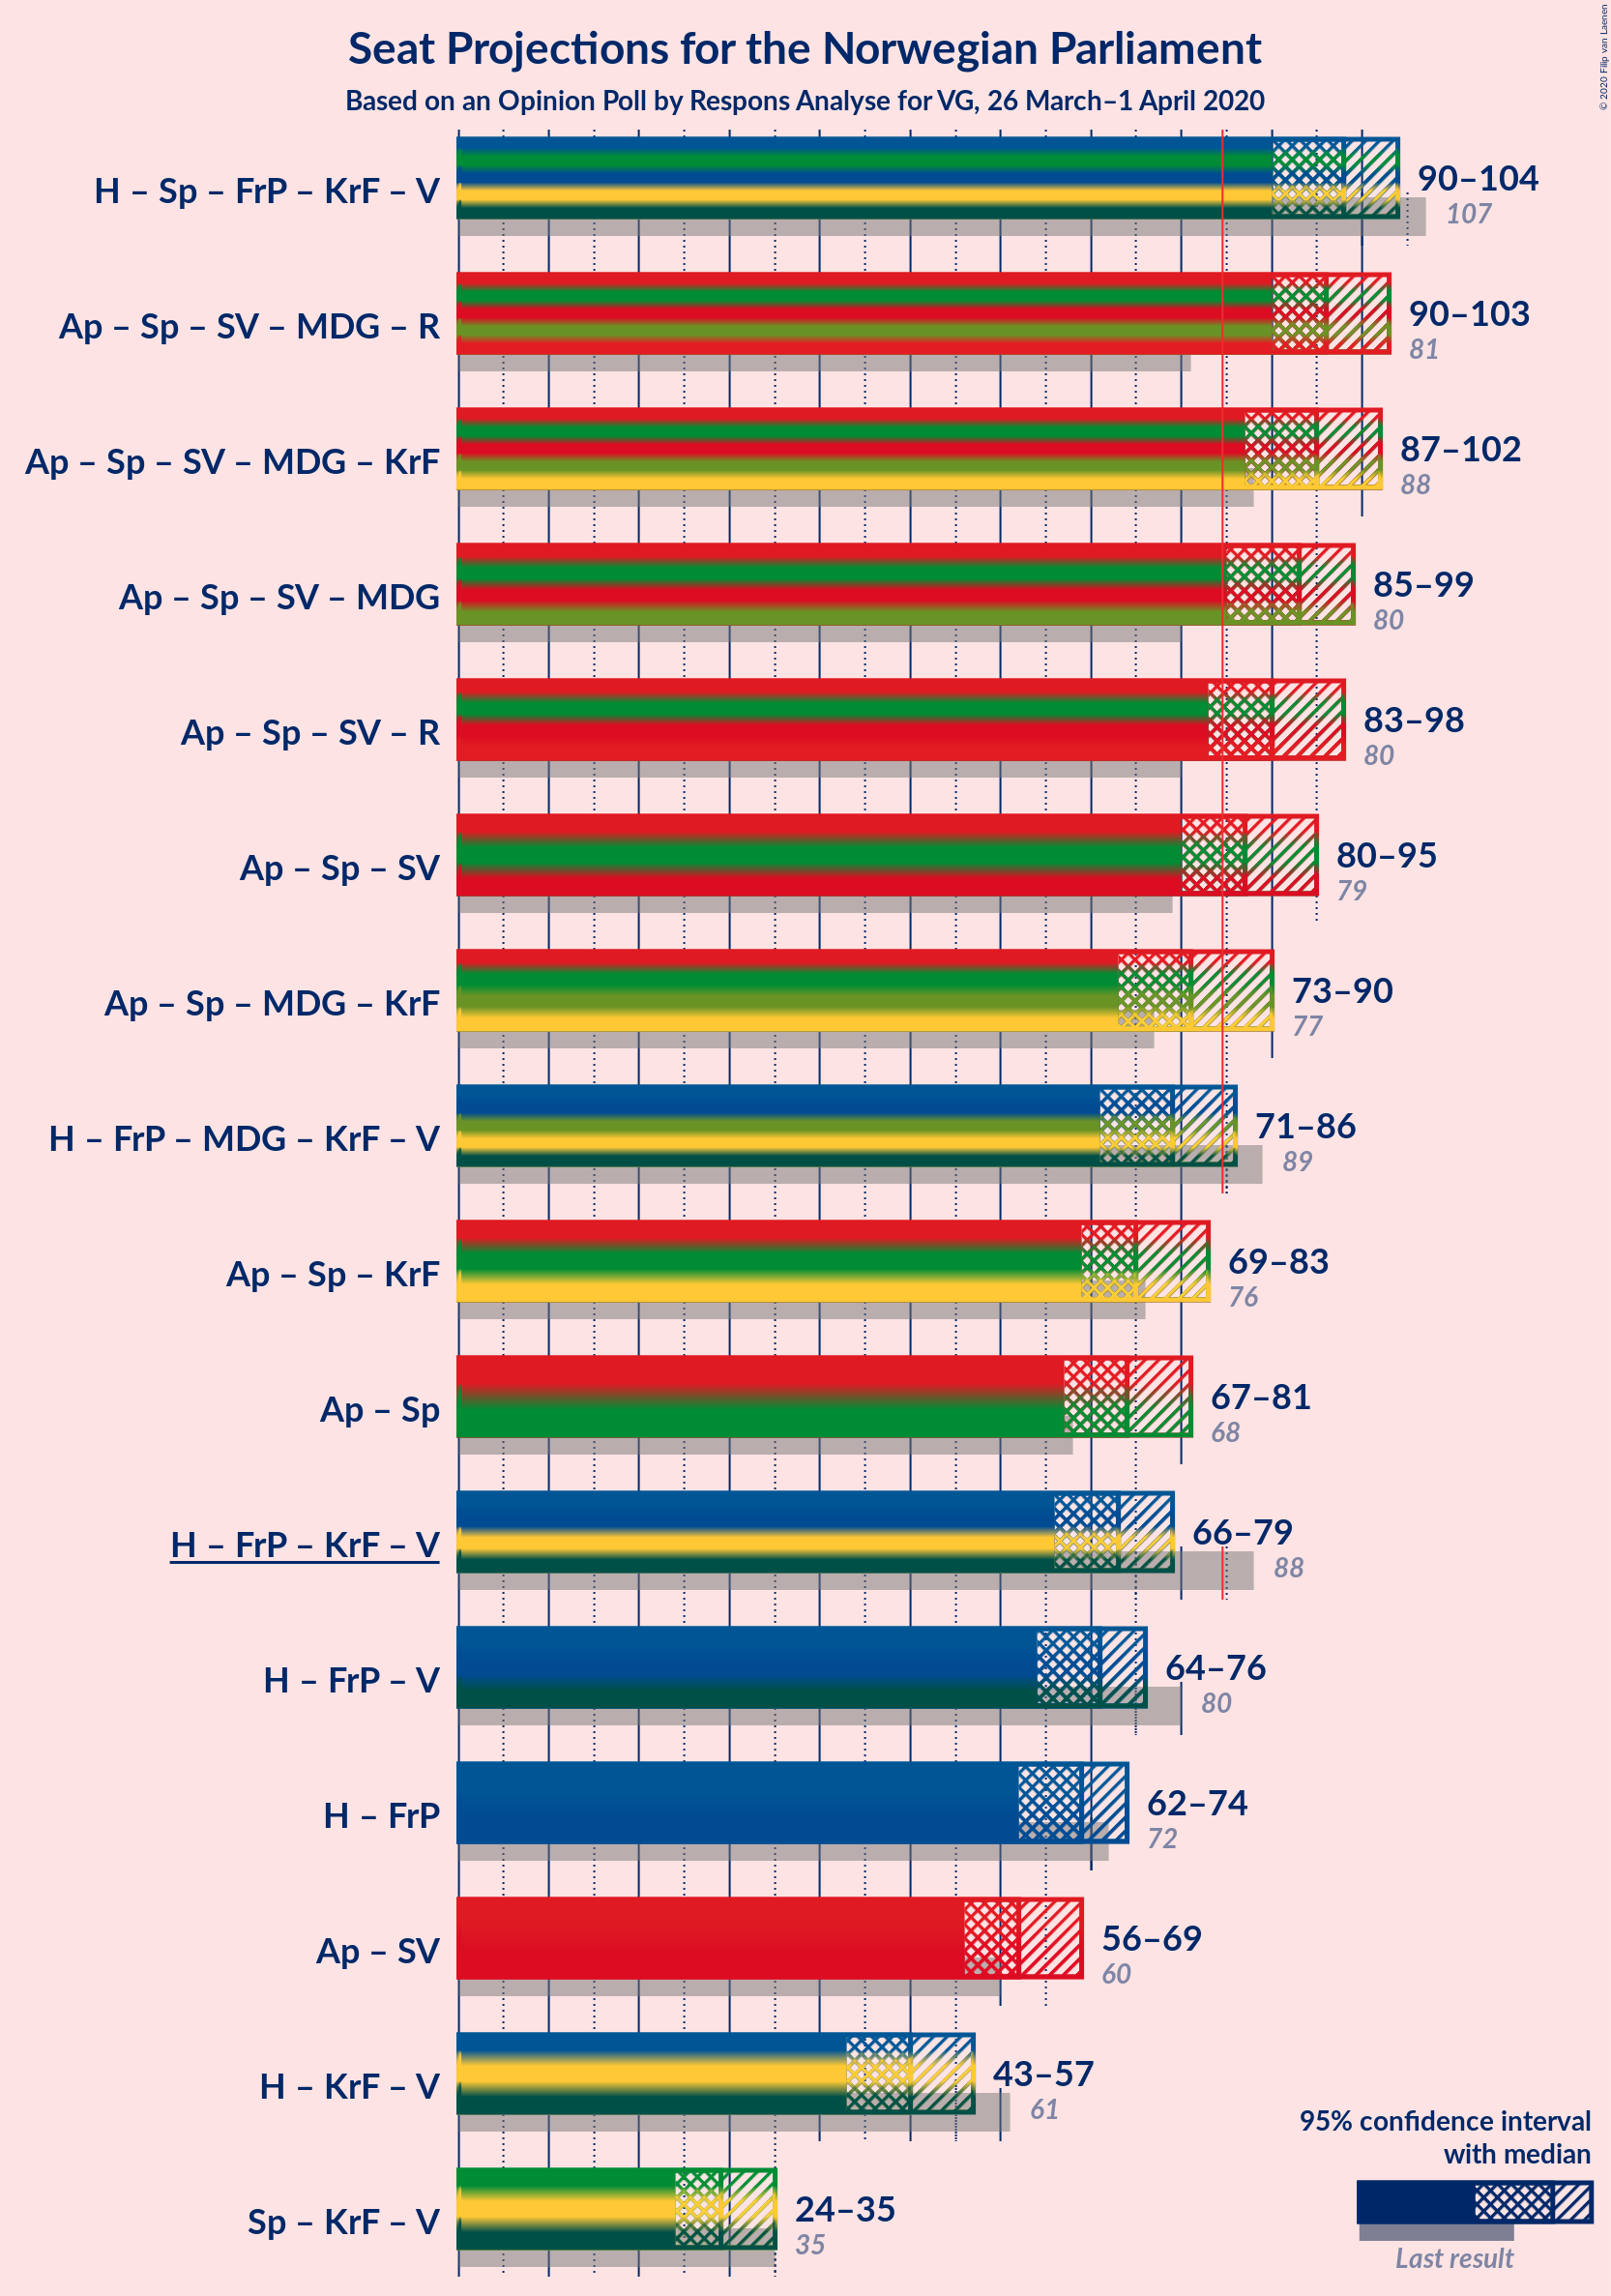 Seat Projections for the Norwegian Parliament
Based on an Opinion Poll by Respons Analyse for VG, 26 March–1 April 2020
© 2020 Filip van Laenen
H – Sp – FrP – KrF – V
90–104
107
Ap – Sp – SV – MDG – R
90–103
81
Ap – Sp – SV – MDG – KrF
87–102
88
Ap – Sp – SV – MDG
85–99
80
Ap – Sp – SV – R
83–98
80
Ap – Sp – SV
80–95
79
Ap – Sp – MDG – KrF
73–90
77
H – FrP – MDG – KrF – V
71–86
89
Ap – Sp – KrF
69–83
76
Ap – Sp
67–81
68
H – FrP – KrF – V
66–79
88
H – FrP – V
64–76
80
H – FrP
62–74
72
Ap – SV
56–69
60
H – KrF – V
43–57
61
Sp – KrF – V
24–35
35
95% confidence interval
with median
Last result